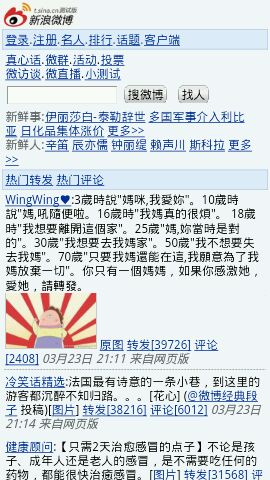 t.sina.cn测试版
新浪微博
登录.注册.名人.排行.话题.客户端
真心话.微群.活动.投票
微访谈.微直播.小测试
搜微博 找人
新鲜事:伊丽莎白-泰勒辞世 多国军事介入利比
亚 日化品集体涨价 更多>>
新鲜人:辛笛 辰亦儒 钟丽缇 赖声川 斯科拉 更多
>>
热门转发 热门评论
WingWing♥:3歲時說"媽咪,我愛妳"。10歲時
說"媽,吼隨便啦。16歲時"我媽真的很煩"。18歲
時"我想要離開這個家"。25歲"媽,妳當時是對
的"。30歲"我想要去我媽家"。50歲"我不想要失
去我媽"。70歲"只要我媽還能在這,我願意為了我
媽放棄一切"。你只有一個媽媽，如果你感激她，
愛她，請轉發。
原图 转发[39726] 评论
[2408] 03月23日 21:11 来自网页版
冷笑话精选:法国最有诗意的一条小巷，到这里的
游客都沉醉不知归路。。。[花心] (@微博经典段
子 投稿)[图片] 转发[38216] 评论[6012] 03月23日
21:14 来自网页版
健康顾问:【只需2天治愈感冒的点子】不论是孩
子、成年人还是老人的感冒，是不需要吃任何的
药物，都能很快治癒感冒。[图片] 转发[31568] 评